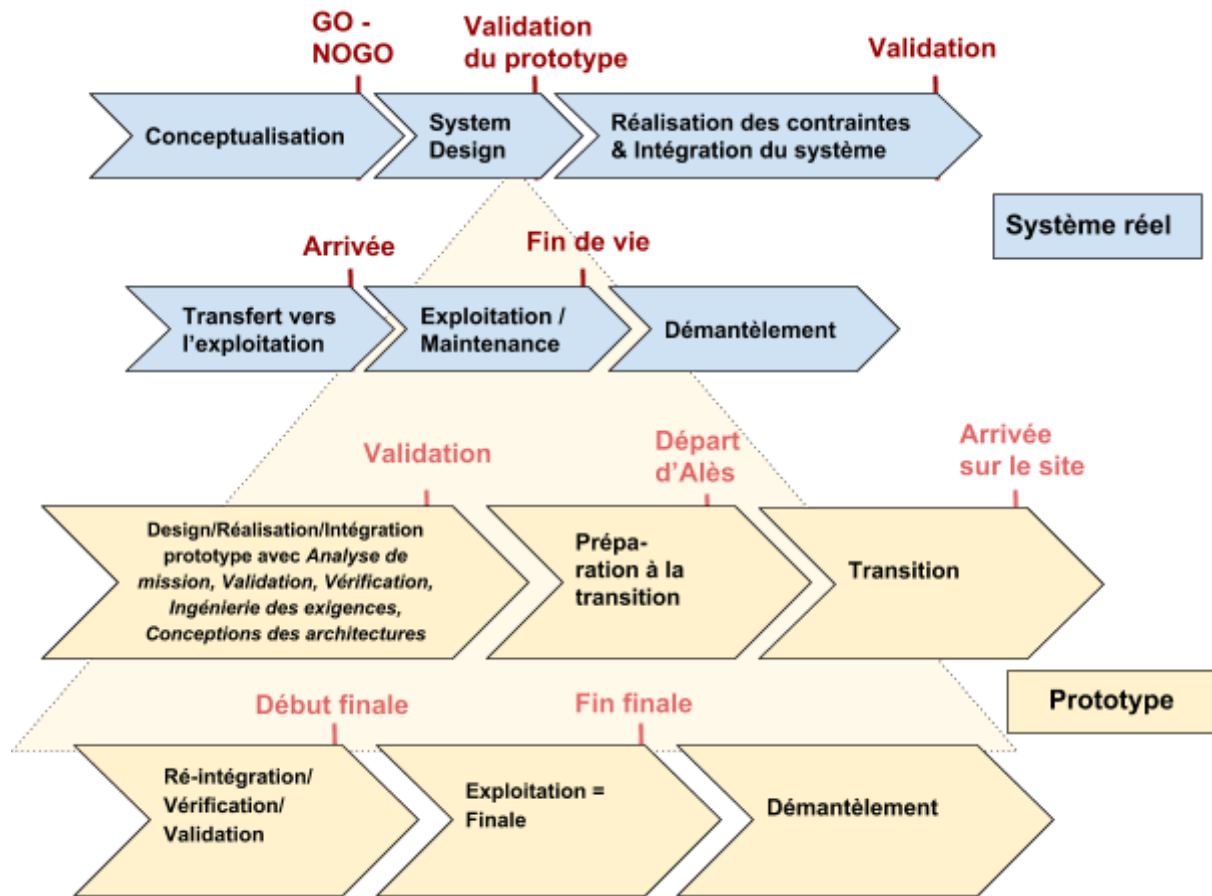 GO -
NOGO
Validation
du prototype
Validation
Conceptualisation
System
Design
Réalisation des contraintes
& Intégration du système
Système réel
Arrivée
Fin de vie
Transfert vers
l'exploitation
Exploitation /
Maintenance
Démantèlement
Validation
Départ
d'Alès
Arrivée
sur le site
Design/Réalisation/Intégration
prototype avec Analyse de
mission, Validation, Vérification,
Ingénierie des exigences,
Conceptions des architectures
Prépa-
ration à la
transition
Transition
Prototype
Début finale
Fin finale
Ré-intégration/
Vérification/
Validation
Exploitation =
Finale
Démantèlement